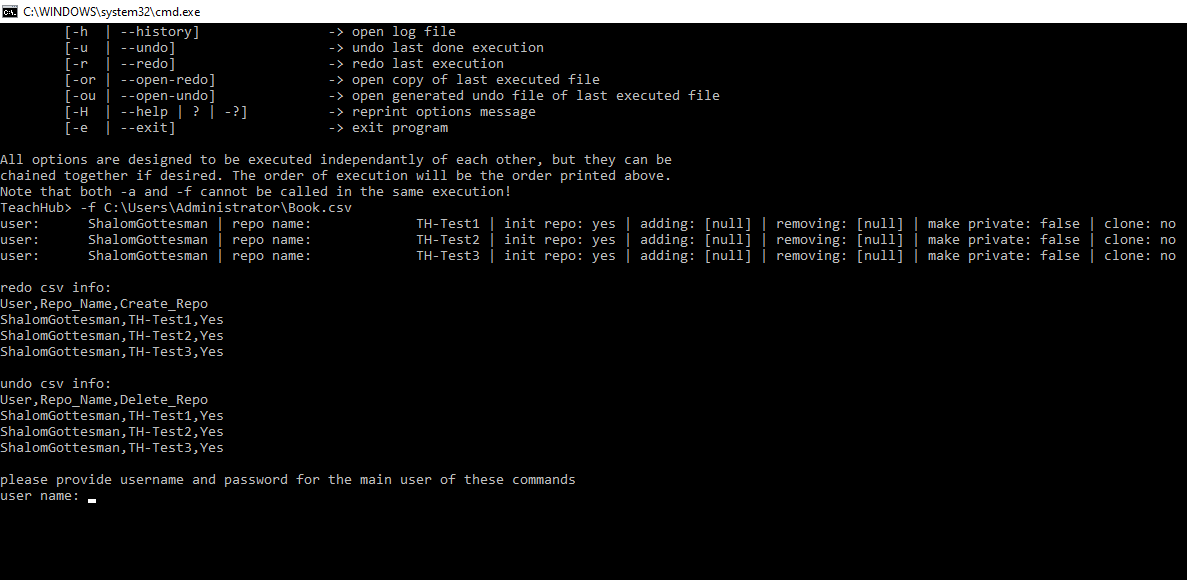 C:\WINDOWS\system32\cmd.exe
[-h | --history] -> open log file
[-u | --undo] -> undo last done execution
[-r | --redo] -> redo last execution
[-or | --open-redo] -> open copy of last executed file
[-ou | --open-undo] -> open generated undo file of last executed file
[-H | --help | ? | -?] -> reprint options message
[-e | --exit] -> exit program
All options are designed to be executed independantly of each other, but they can be
chained together if desired. The order of execution will be the order printed above.
Note that both -a and -f cannot be called in the same execution!
TeachHub> -f C:\Users\Administrator\Book.csv
user: ShalomGottesman | repo name: TH-Test1 | init repo: yes | adding: [null] | removing: [null] | make private: false | clone: no
user: ShalomGottesman | repo name: TH-Test2 | init repo: yes | adding: [null] | removing: [null] | make private: false | clone: no
user: ShalomGottesman | repo name: TH-Test3 | init repo: yes | adding: [null] | removing: [null] | make private: false | clone: no
redo csv info:
User,Repo_Name,Create_Repo
ShalomGottesman,TH-Test1,Yes
ShalomGottesman,TH-Test2,Yes
ShalomGottesman,TH-Test3,Yes
undo csv info:
User,Repo_Name,Delete_Repo
ShalomGottesman,TH-Test1,Yes
ShalomGottesman,TH-Test2,Yes
ShalomGottesman,TH-Test3,Yes
please provide username and password for the main user of these commands
user name: